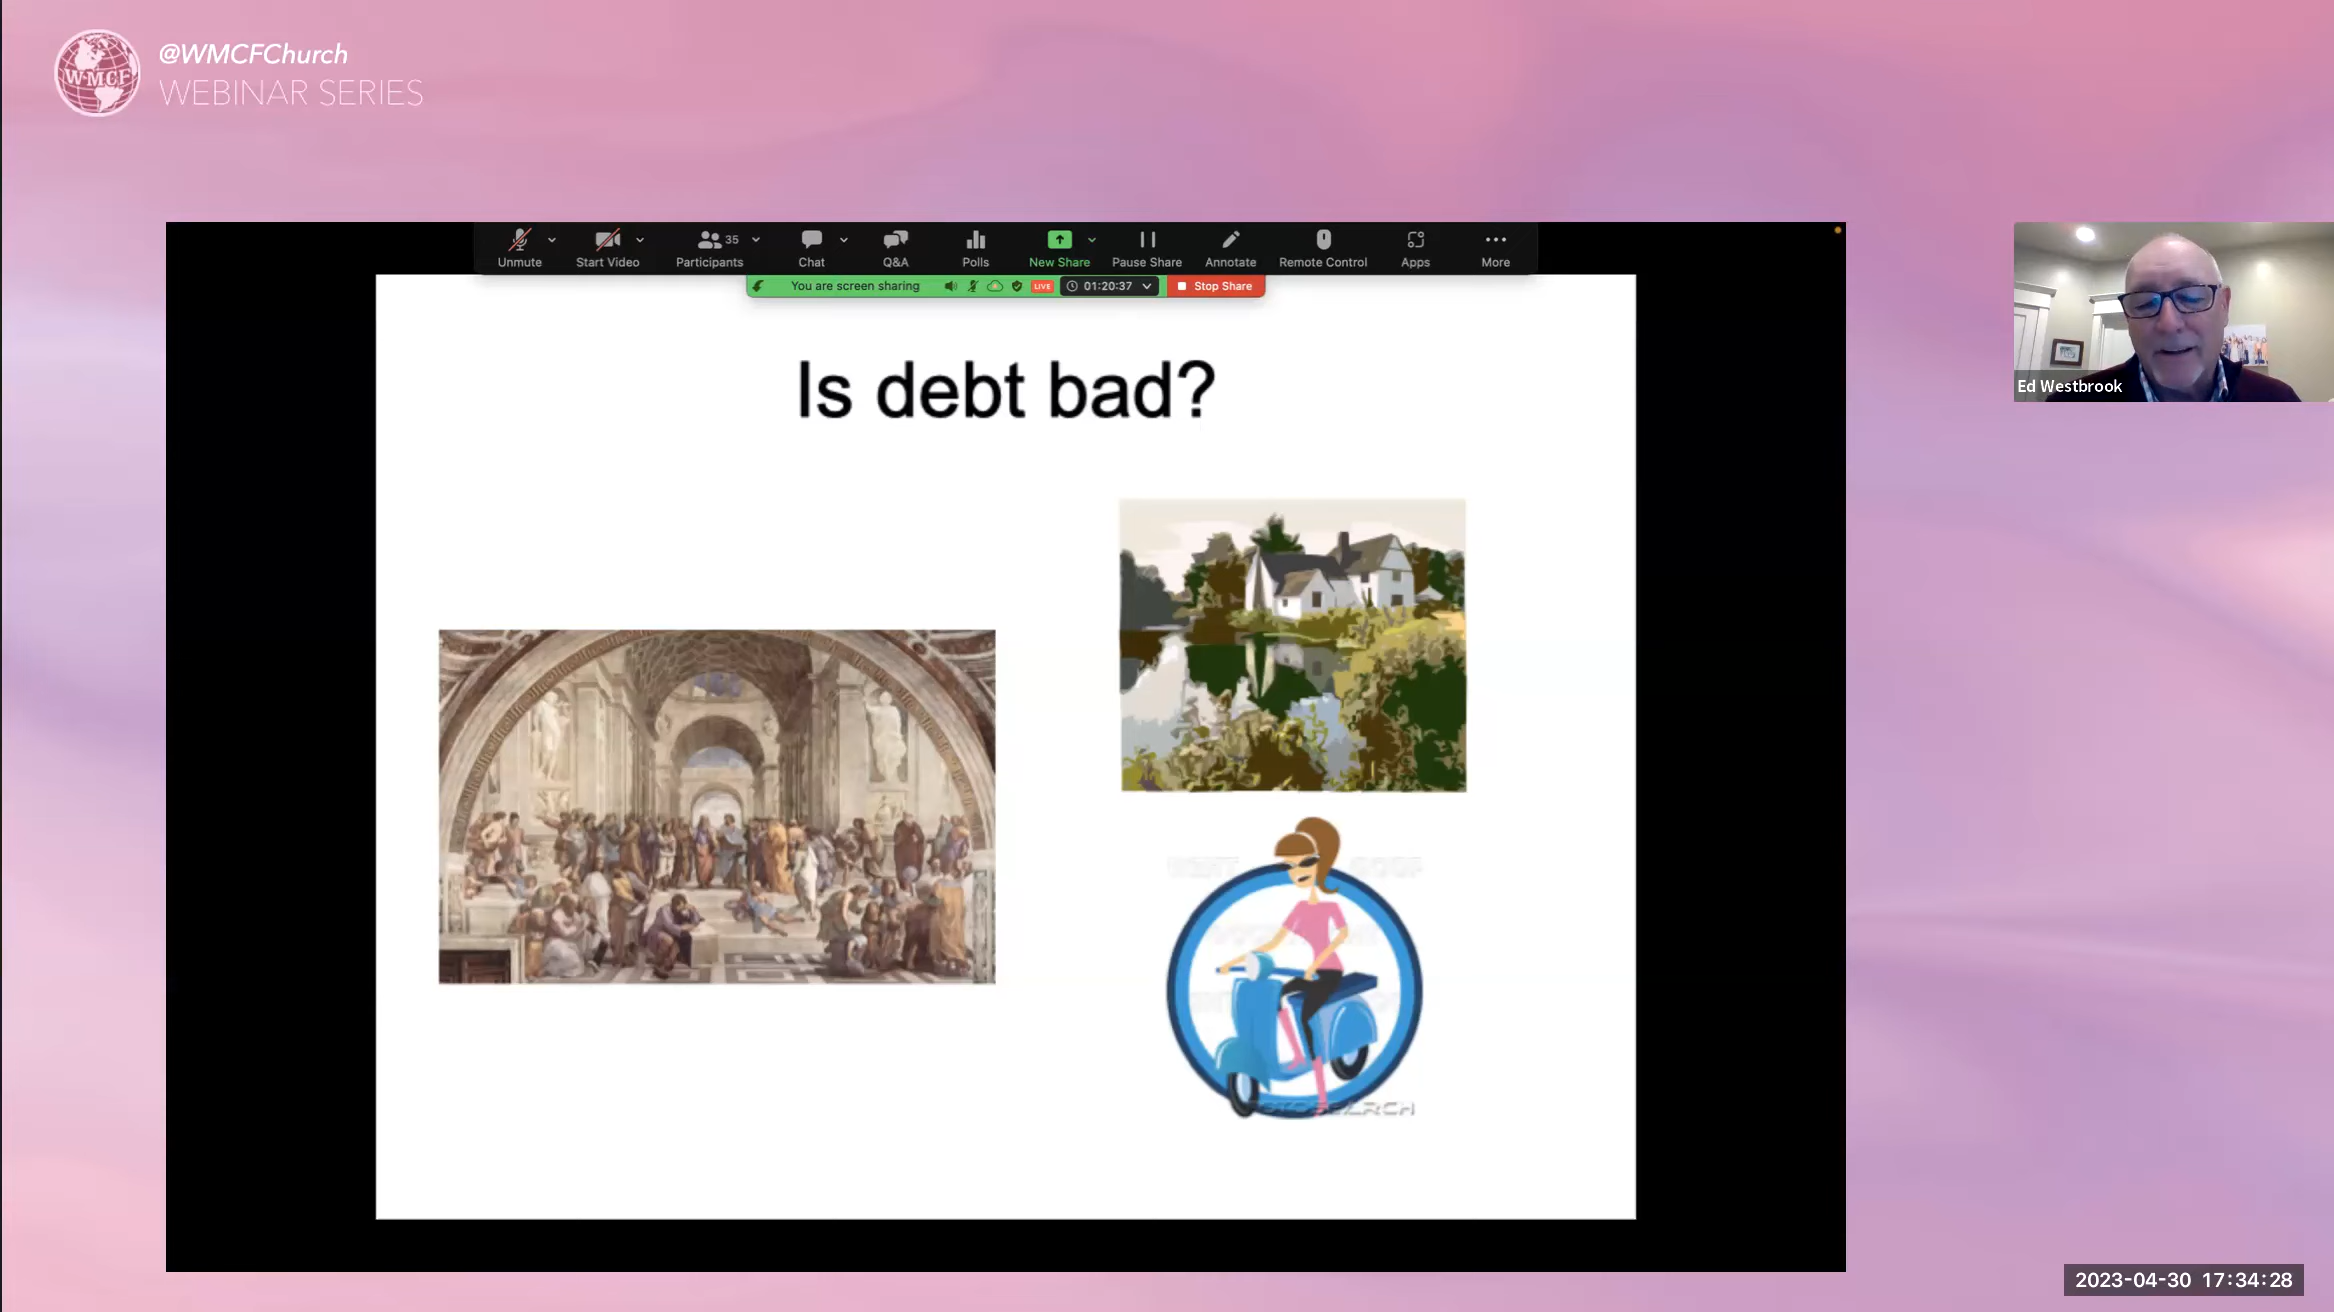 @WMCFChurch
WMCF
WEBINAR SERIES
Unmute
Start Video
35
Participants
Chat
Q&A
Polls
New Share
Pause Share
Annotate
Remote Control
Apps
More
You are screen sharing
LIVE
01:20:37
Stop Share
Is debt bad?
Ed Westbrook
2023-04-30 17:34:28